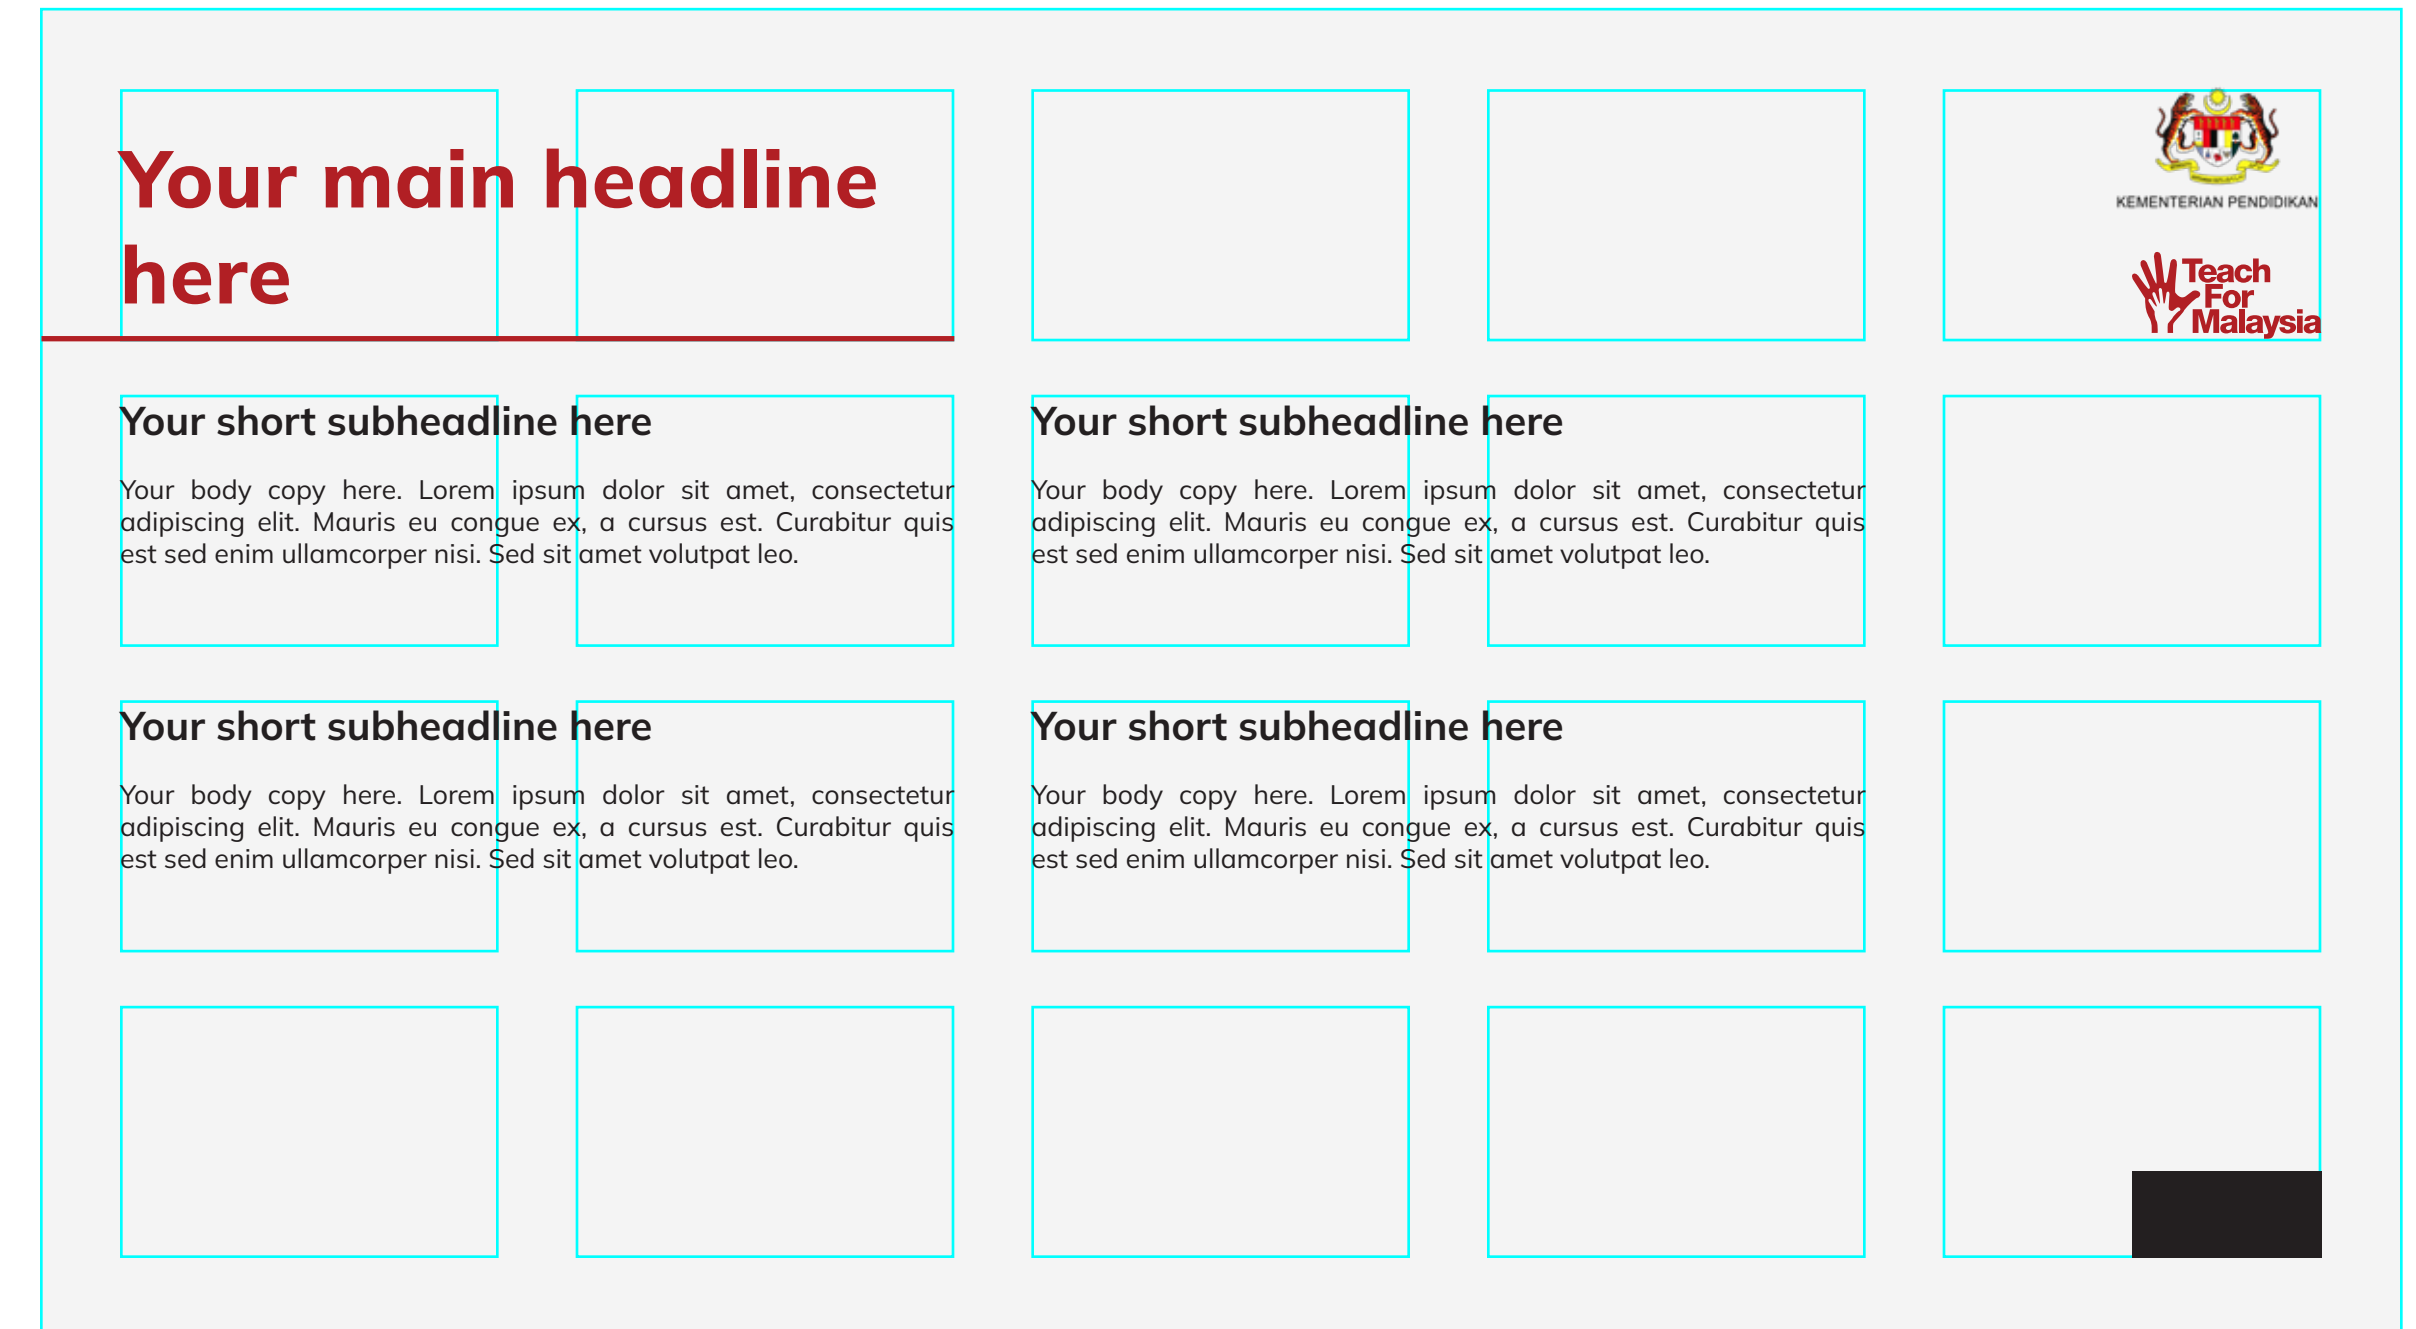 Your main headline
here
KEMENTERIAN PENDIDIKAN
Teach
For
Malaysia
Your short subheadline here
Your body copy here. Lorem ipsum dolor sit amet, consectetur
adipiscing elit. Mauris eu congue ex, a cursus est. Curabitur quis
est sed enim ullamcorper nisi. Sed sit amet volutpat leo.
Your short subheadline here
Your body copy here. Lorem ipsum dolor sit amet, consectetur
adipiscing elit. Mauris eu congue ex, a cursus est. Curabitur quis
est sed enim ullamcorper nisi. Sed sit amet volutpat leo.
Your short subheadline here
Your body copy here. Lorem ipsum dolor sit amet, consectetur
adipiscing elit. Mauris eu congue ex, a cursus est. Curabitur quis
est sed enim ullamcorper nisi. Sed sit amet volutpat leo.
Your short subheadline here
Your body copy here. Lorem ipsum dolor sit amet, consectetur
adipiscing elit. Mauris eu congue ex, a cursus est. Curabitur quis
est sed enim ullamcorper nisi. Sed sit amet volutpat leo.